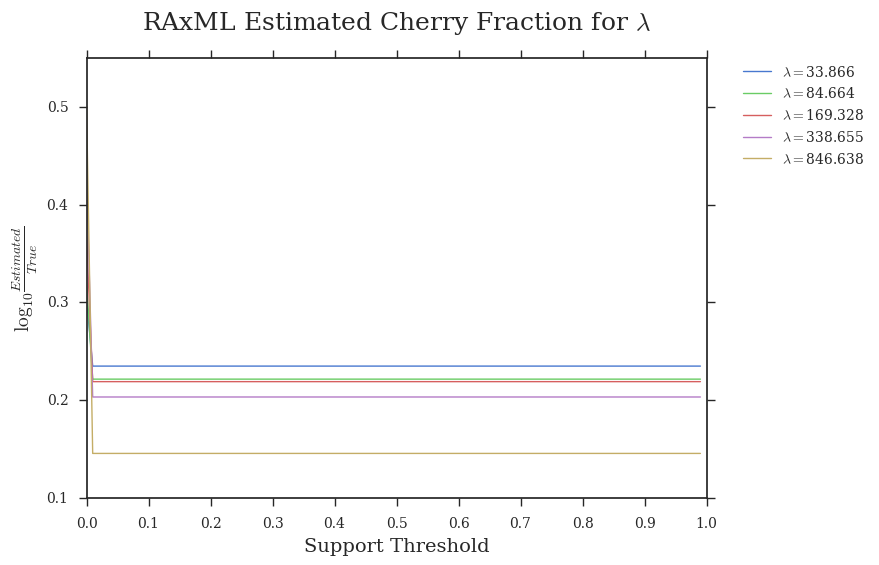 RAxML Estimated Cherry Fraction for λ
λ = 33.866
λ = 84.664
λ = 169.328
λ = 338.655
λ = 846.638
log₁₀ Estimated/True
0.5
0.4
0.3
0.2
0.1
0.0 0.1 0.2 0.3 0.4 0.5 0.6 0.7 0.8 0.9 1.0
Support Threshold